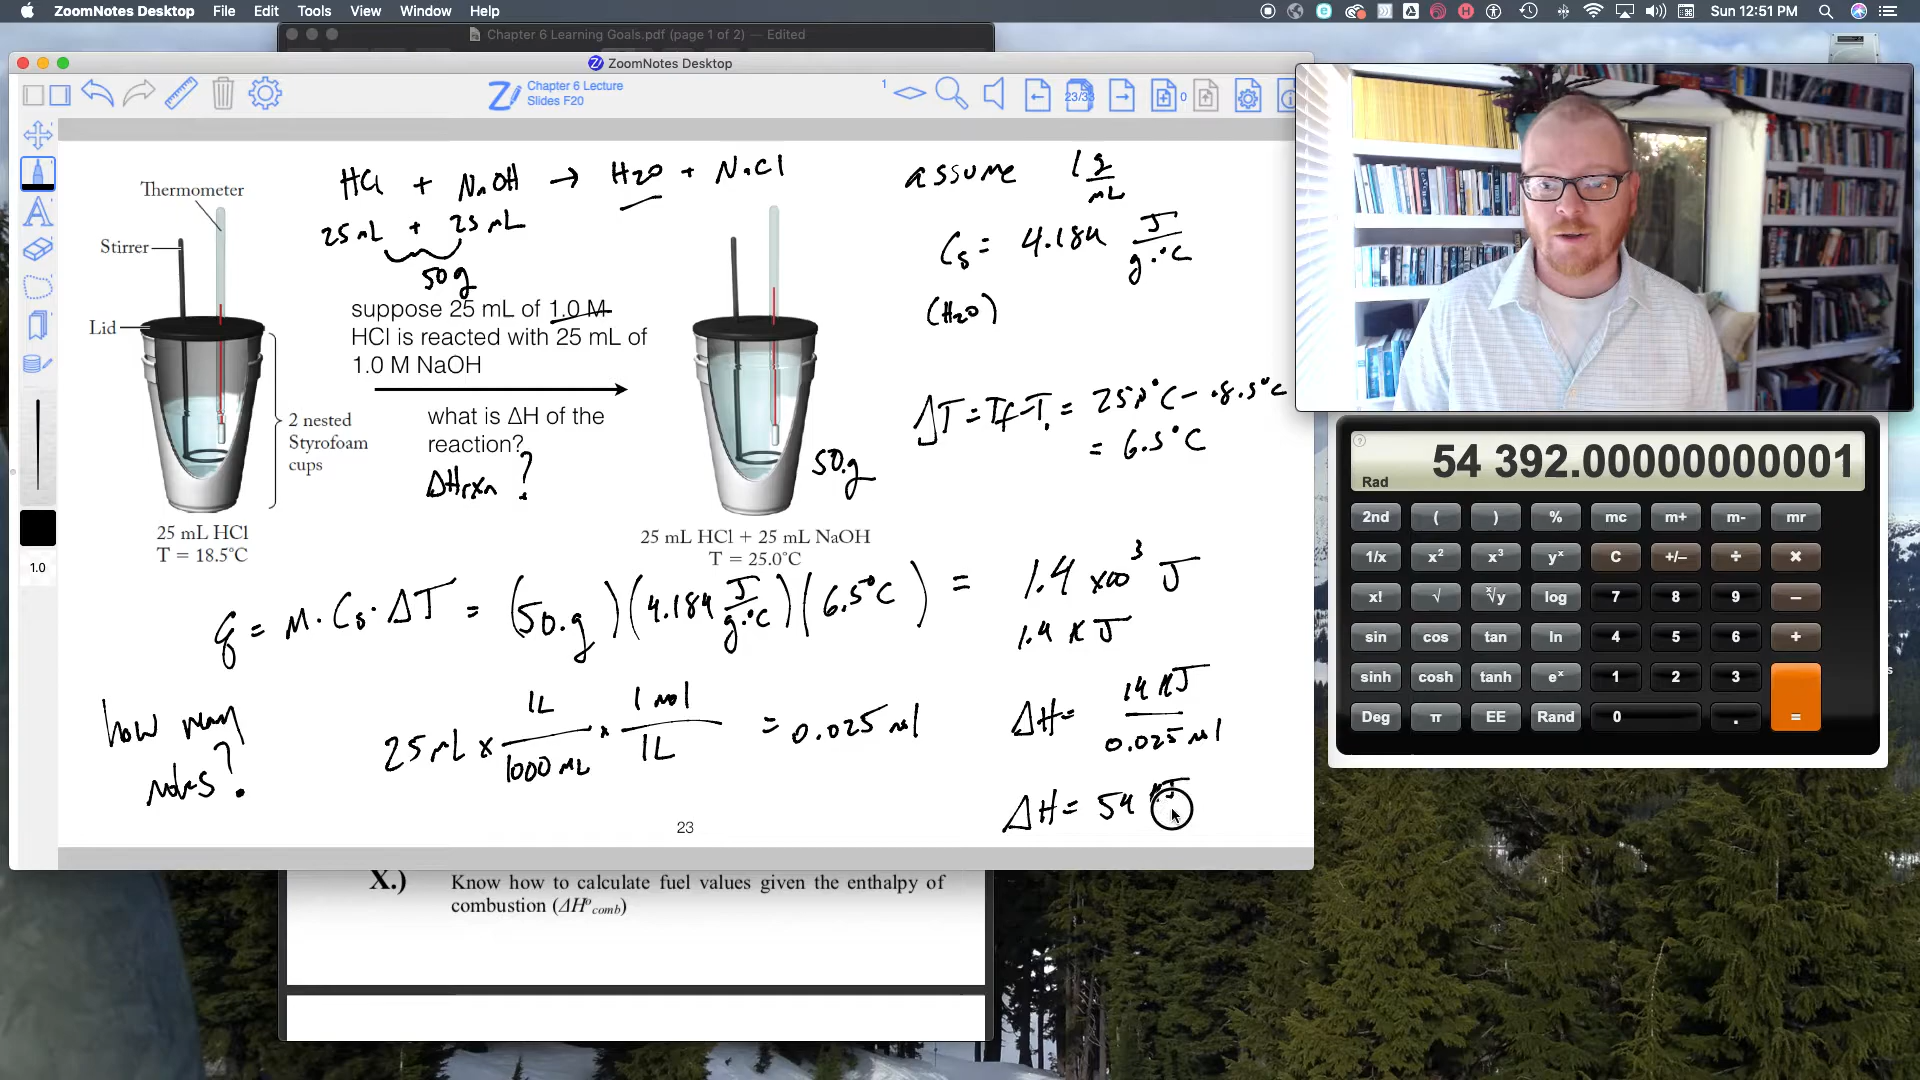 ZoomNotes Desktop File Edit Tools View Window Help
Sun 12:51 PM
Chapter 6 Learning Goals.pdf (page 1 of 2) — Edited
ZoomNotes Desktop
Chapter 6 Lecture
Slides F20
1
23/33
0
1.0
Thermometer
Stirrer
Lid
2 nested
Styrofoam
cups
25 mL HCl
T = 18.5°C
HCl + NaOH → H2O + NaCl
25 mL + 25 mL
50 g
suppose 25 mL of 1.0 M
HCl is reacted with 25 mL of
1.0 M NaOH
what is ΔH of the
reaction?
ΔHrxn ?
50. g
25 mL HCl + 25 mL NaOH
T = 25.0°C
assume 1 g/mL
Cs = 4.184 J/g·°C
(H2O)
ΔT = Tf - Ti = 25.0°C - 18.5°C
= 6.5°C
q = m · Cs · ΔT = (50. g)(4.184 J/g·°C)(6.5°C) = 1.4 x10³ J
1.4 KJ
how many
moles?
25 mL x 1L/1000 mL x 1 mol/1L = 0.025 mol
ΔH = 1.4 KJ/0.025 mol
ΔH = 54 KJ
23
X.) Know how to calculate fuel values given the enthalpy of
combustion (ΔH°comb)
54 392.00000000001
Rad
2nd ( ) % mc m+ m- mr
1/x x² x³ yˣ C +/– ÷ ×
x! √ ˣ√y log 7 8 9 −
sin cos tan ln 4 5 6 +
sinh cosh tanh eˣ 1 2 3 =
Deg π EE Rand 0 .